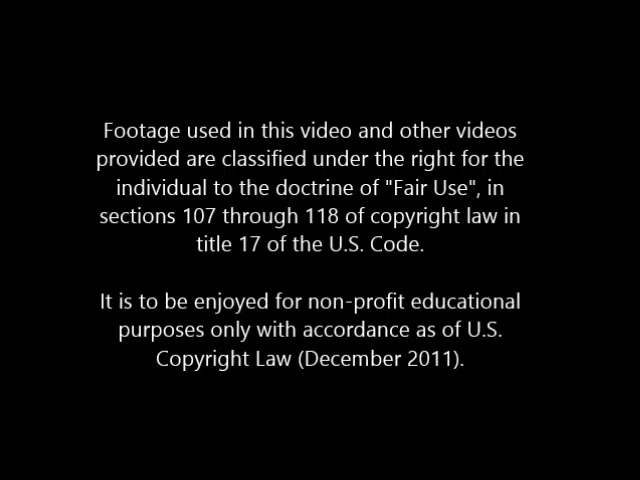 Footage used in this video and other videos
provided are classified under the right for the
individual to the doctrine of "Fair Use", in
sections 107 through 118 of copyright law in
title 17 of the U.S. Code.
It is to be enjoyed for non-profit educational
purposes only with accordance as of U.S.
Copyright Law (December 2011).